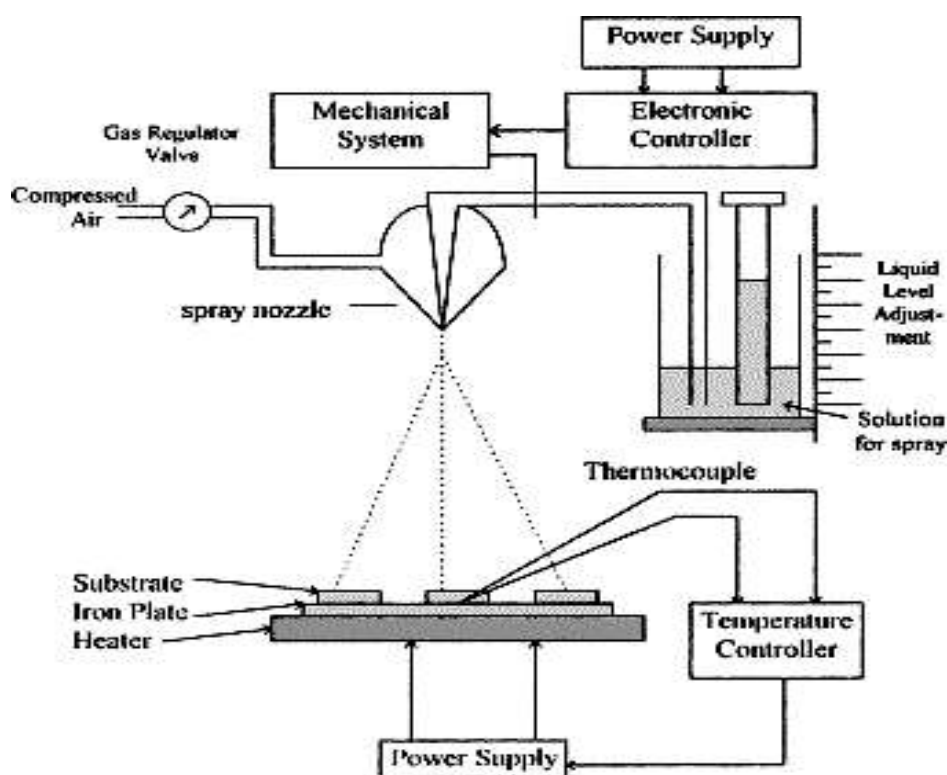 Power Supply
Mechanical
System
Electronic
Controller
Gas Regulator
Valve
Compressed
Air
spray nozzle
Liquid
Level
Adjust-
ment
Solution
for spray
Thermocouple
Substrate
Iron Plate
Heater
Temperature
Controller
Power Supply